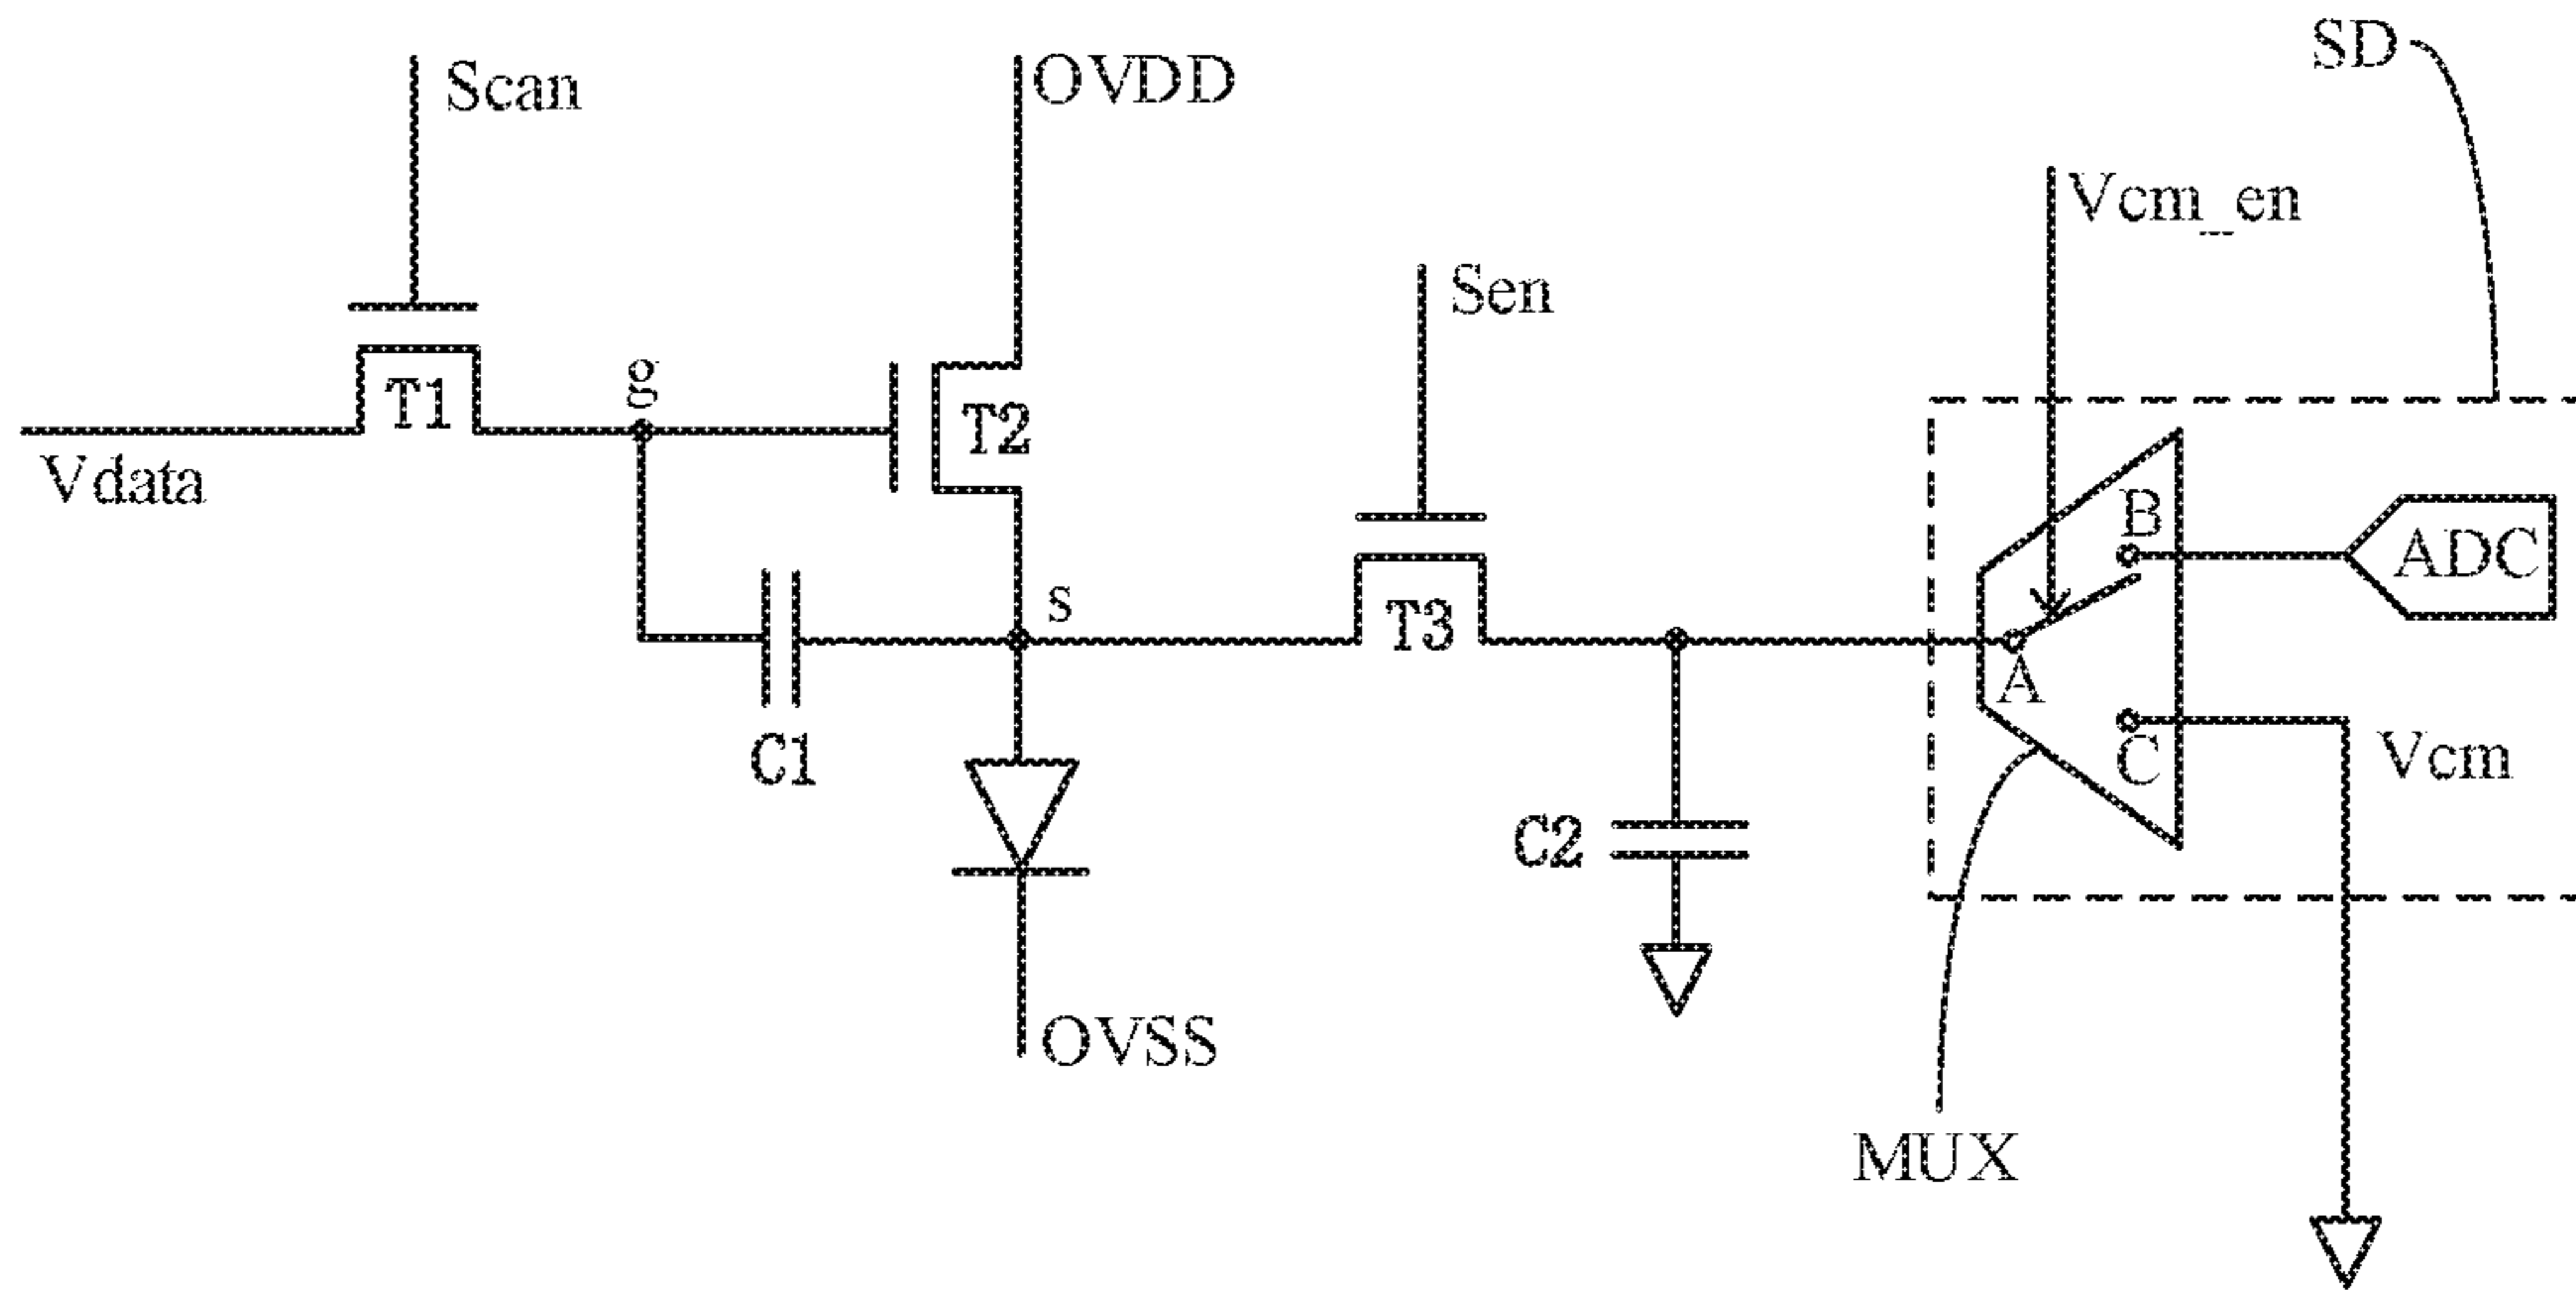 SD
Scan
OVDD
Vcm_en
Sen
g
T1
T2
Vdata
B
ADC
s
T3
A
C
C1
Vcm
C2
OVSS
MUX